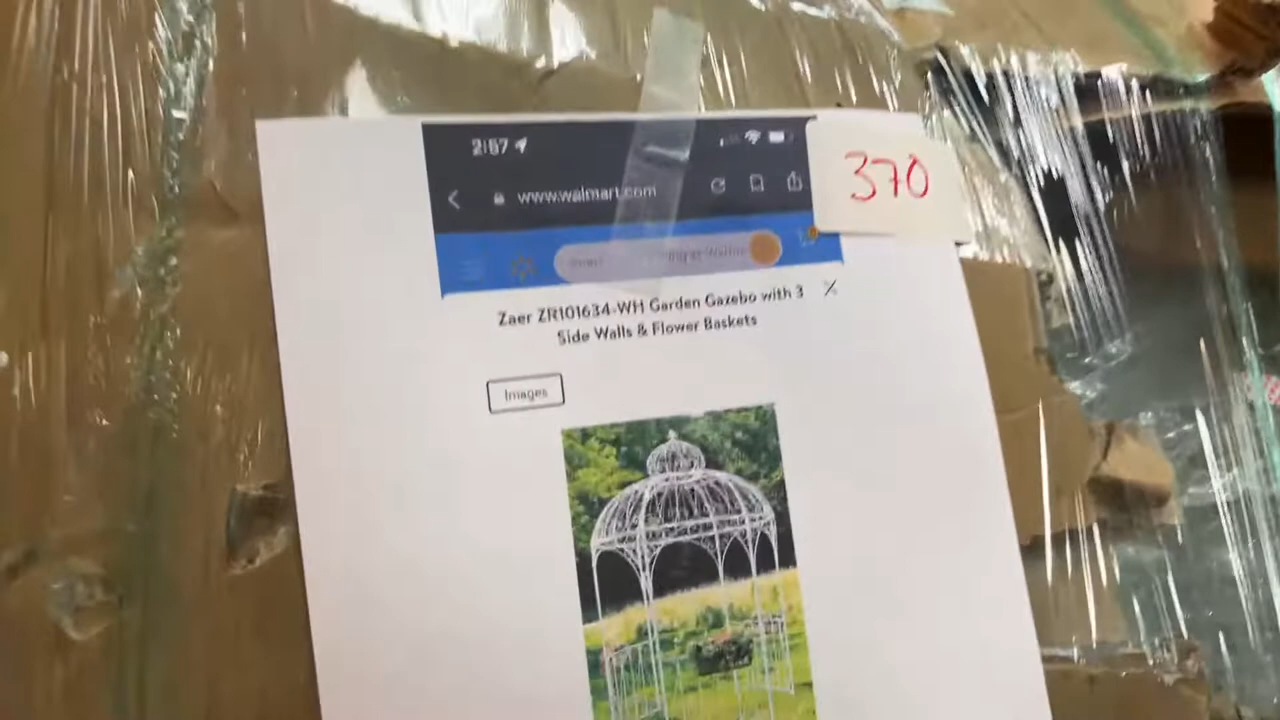 2:57
370
www.walmart.com
Zaer ZR101634-WH Garden Gazebo with 3
Side Walls & Flower Baskets
Images